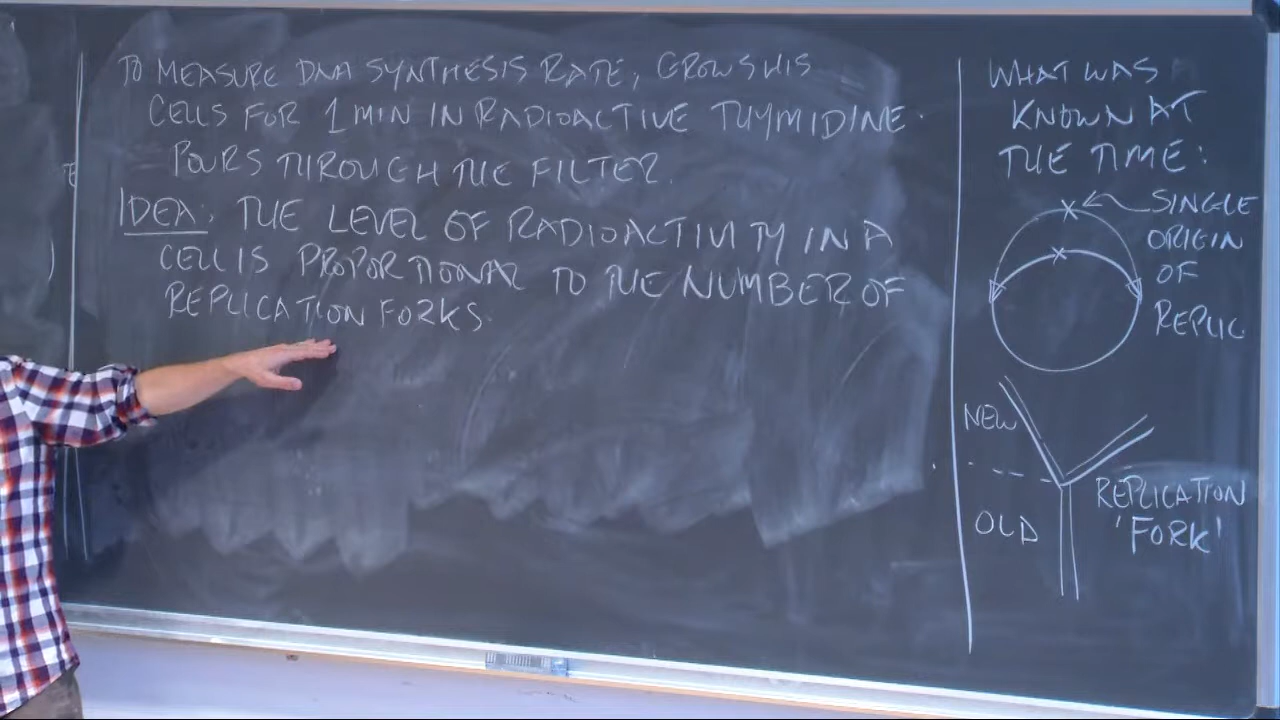 TO MEASURE DNA SYNTHESIS RATE, GROWS HIS
CELLS FOR 1 MIN IN RADIOACTIVE THYMIDINE.
POURS THROUGH THE FILTER.
IDEA: THE LEVEL OF RADIOACTIVITY IN A
CELL IS PROPORTIONAL TO THE NUMBER OF
REPLICATION FORKS.
WHAT WAS
KNOWN AT
THE TIME:
SINGLE
ORIGIN
OF
REPLIC
NEW
OLD
REPLICATION
'FORK'